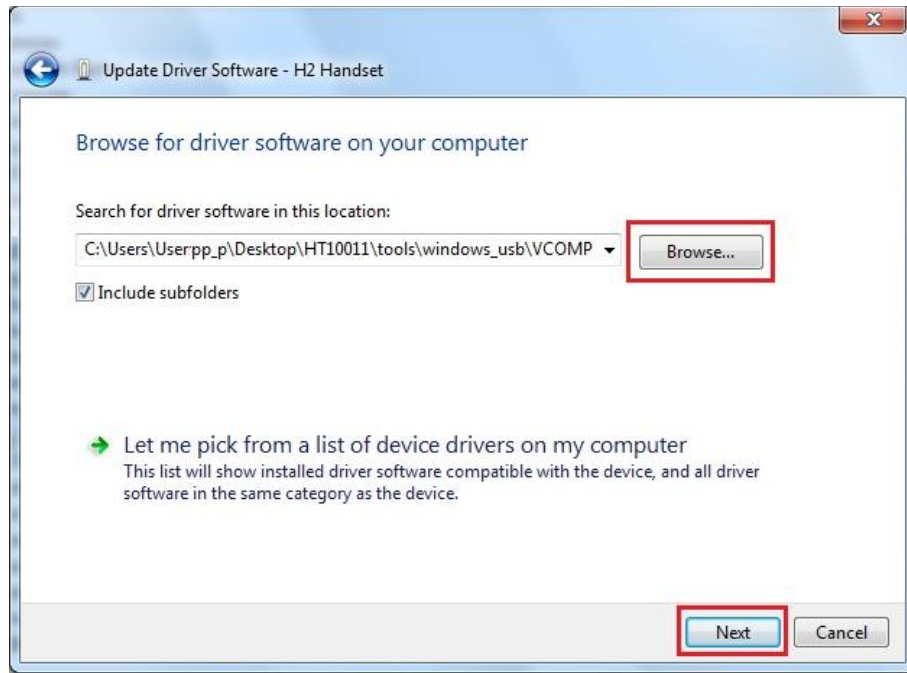 Update Driver Software - H2 Handset
Browse for driver software on your computer
Search for driver software in this location:
C:\Users\User:pp_p\Desktop\HT10011\tools\windows_usb\VCOMP
Browse...
Include subfolders
Let me pick from a list of device drivers on my computer
This list will show installed driver software compatible with the device, and all driver
software in the same category as the device.
Next
Cancel